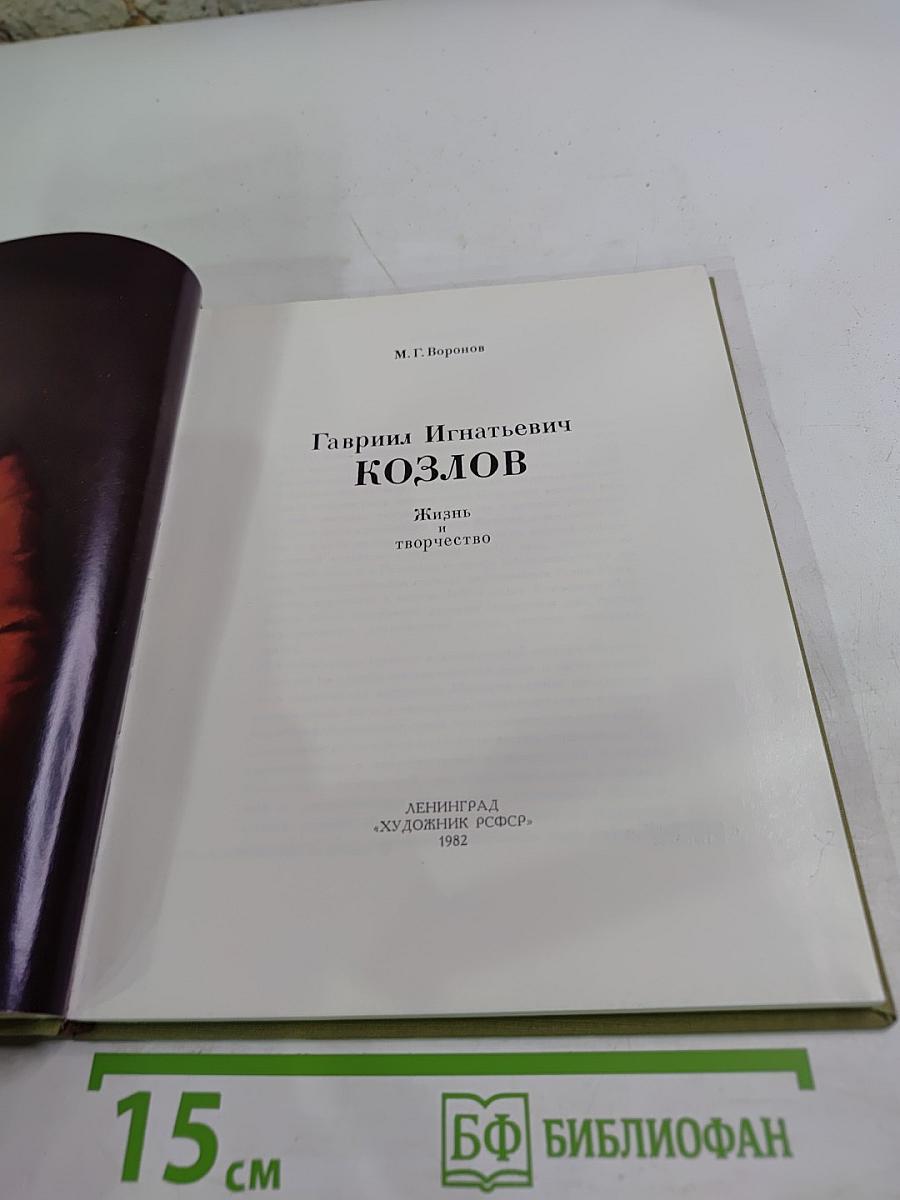 М. Г. Воронов
Гавриил Игнатьевич
КОЗЛОВ
Жизнь
и
творчество
ЛЕНИНГРАД
«ХУДОЖНИК РСФСР»
1982
15 см
БФ БИБЛИОФАН